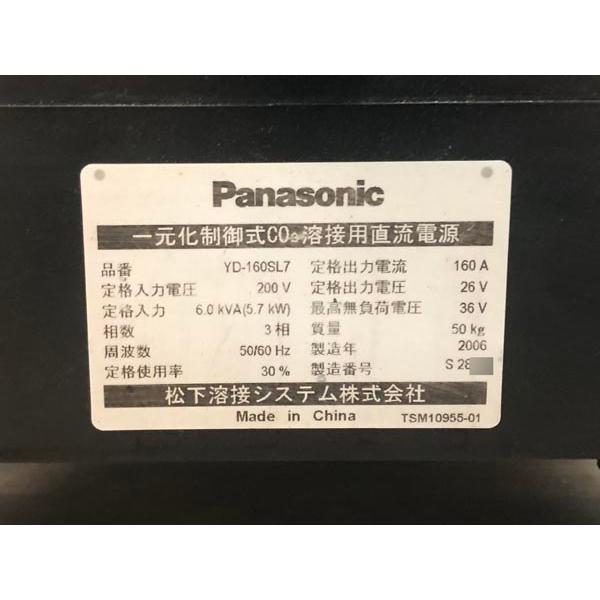 Panasonic
一元化制御式CO₂溶接用直流電源
品番 YD-160SL7 定格出力電流 160 A
定格入力電圧 200 V 定格出力電圧 26 V
定格入力 6.0 kVA(5.7 kW) 最高無負荷電圧 36 V
相数 3 相 質量 50 kg
周波数 50/60 Hz 製造年 2006
定格使用率 30 % 製造番号 S 28
松下溶接システム株式会社
Made in China TSM10955-01